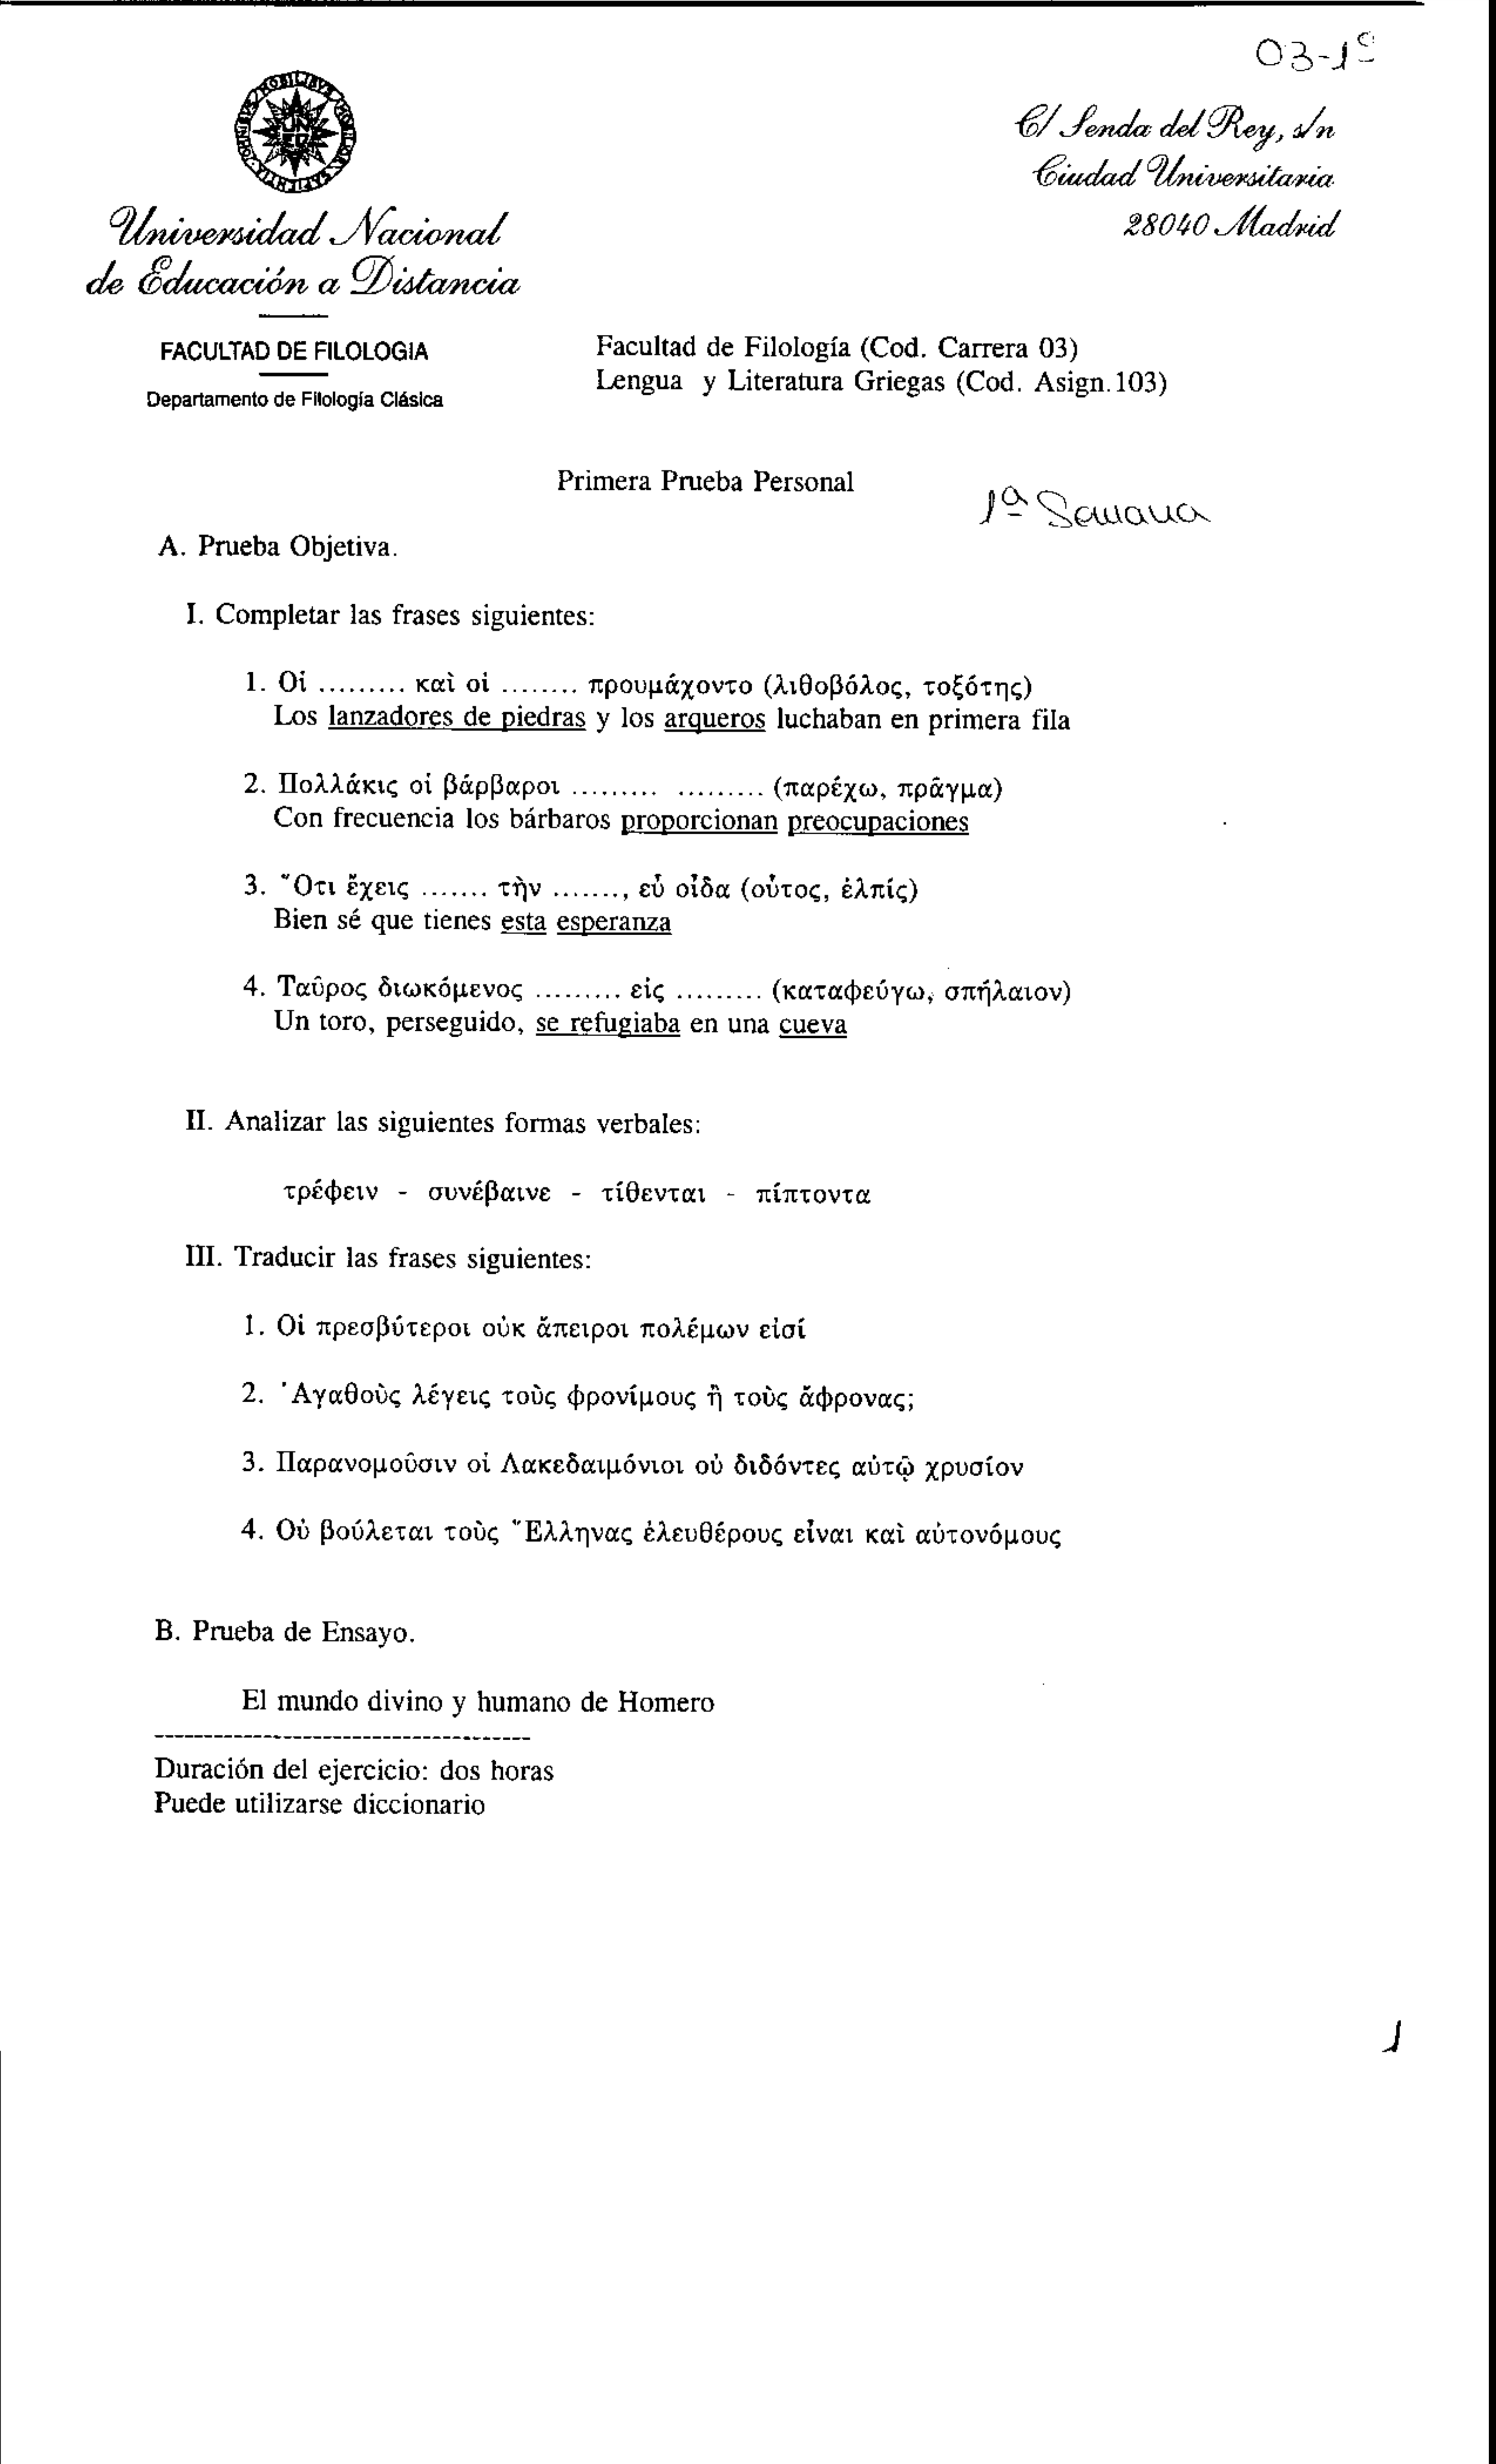 03-1º
C/ Senda del Rey, s/n
Ciudad Universitaria
28040 Madrid
UNED
Universidad Nacional
de Educación a Distancia
FACULTAD DE FILOLOGIA
Departamento de Filología Clásica
Facultad de Filología (Cod. Carrera 03)
Lengua y Literatura Griegas (Cod. Asign.103)
Primera Prueba Personal
1ª Semana
A. Prueba Objetiva.
I. Completar las frases siguientes:
1. Οἱ ......... καὶ οἱ ........ προυμάχοντο (λιθοβόλος, τοξότης)
Los lanzadores de piedras y los arqueros luchaban en primera fila
2. Πολλάκις οἱ βάρβαροι ......... ......... (παρέχω, πρᾶγμα)
Con frecuencia los bárbaros proporcionan preocupaciones
3. Ὅτι ἔχεις ....... τὴν ......., εὖ οἶδα (οὗτος, ἐλπίς)
Bien sé que tienes esta esperanza
4. Ταῦρος διωκόμενος ......... εἰς ......... (καταφεύγω, σπήλαιον)
Un toro, perseguido, se refugiaba en una cueva
II. Analizar las siguientes formas verbales:
τρέφειν - συνέβαινε - τίθενται - πίπτοντα
III. Traducir las frases siguientes:
1. Οἱ πρεσβύτεροι οὐκ ἄπειροι πολέμων εἰσί
2. Ἀγαθοὺς λέγεις τοὺς φρονίμους ἢ τοὺς ἄφρονας;
3. Παρανομοῦσιν οἱ Λακεδαιμόνιοι οὐ διδόντες αὐτῷ χρυσίον
4. Οὐ βούλεται τοὺς Ἕλληνας ἐλευθέρους εἶναι καὶ αὐτονόμους
B. Prueba de Ensayo.
El mundo divino y humano de Homero
--------------------------------------
Duración del ejercicio: dos horas
Puede utilizarse diccionario
1